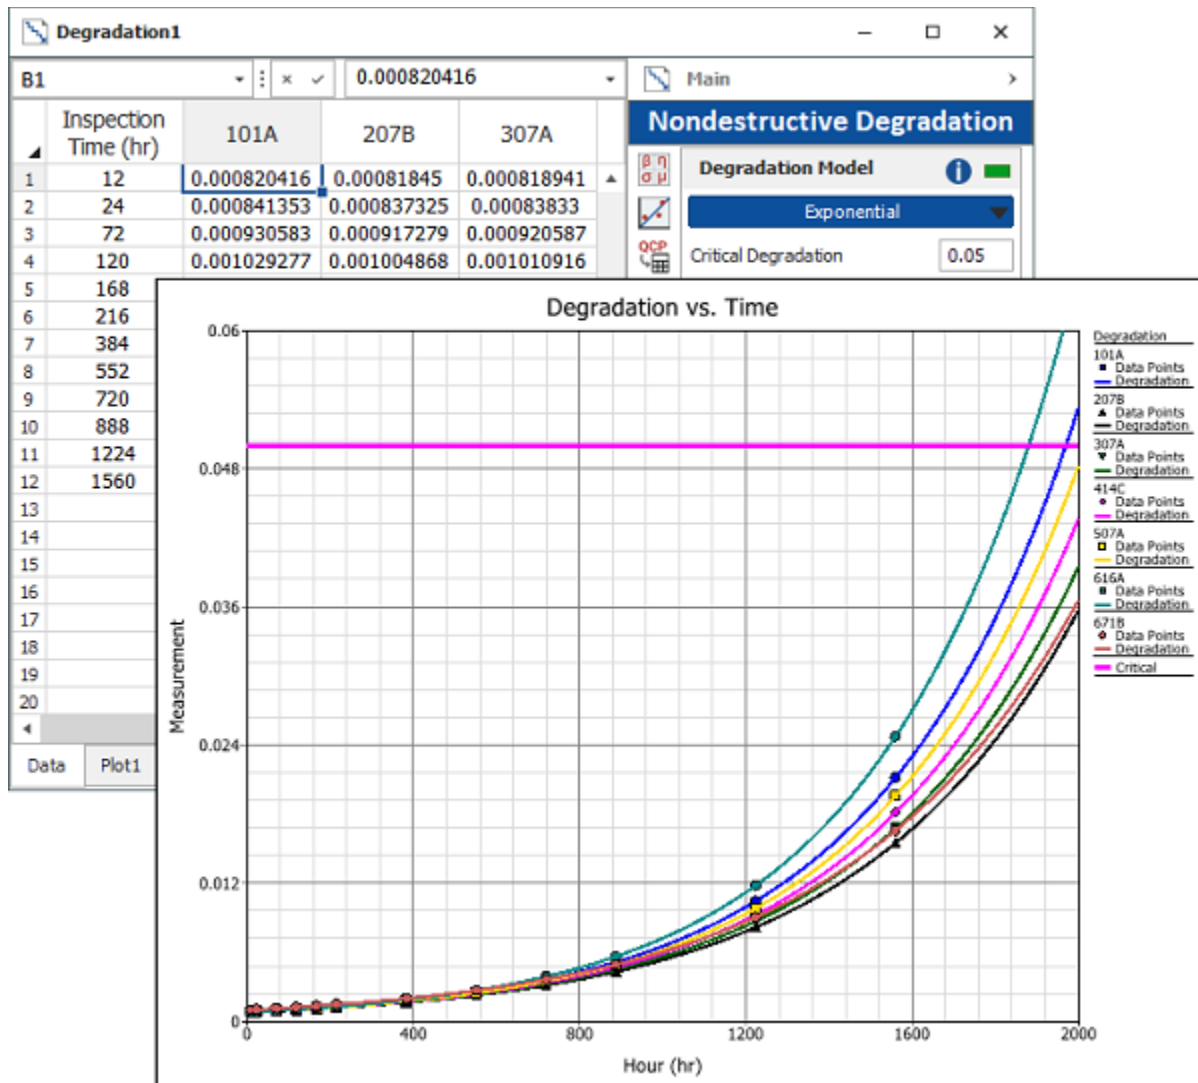 Degradation1
B1
0.000820416
Main
Nondestructive Degradation
Inspection Time (hr) 101A 207B 307A
1 12 0.000820416 0.00081845 0.000818941
2 24 0.000841353 0.000837325 0.00083833
3 72 0.000930583 0.000917279 0.000920587
4 120 0.001029277 0.001004868 0.001010916
5 168
6 216
7 384
8 552
9 720
10 888
11 1224
12 1560
13
14
15
16
17
18
19
20
Data Plot1
β η
σ μ
QCP
Degradation Model
Exponential
Critical Degradation 0.05
Degradation vs. Time
Measurement
0.06
0.048
0.036
0.024
0.012
0
0 400 800 1200 1600 2000
Hour (hr)
Degradation
101A
Data Points
Degradation
207B
Data Points
Degradation
307A
Data Points
Degradation
414C
Data Points
Degradation
507A
Data Points
Degradation
616A
Data Points
Degradation
671B
Data Points
Degradation
Critical